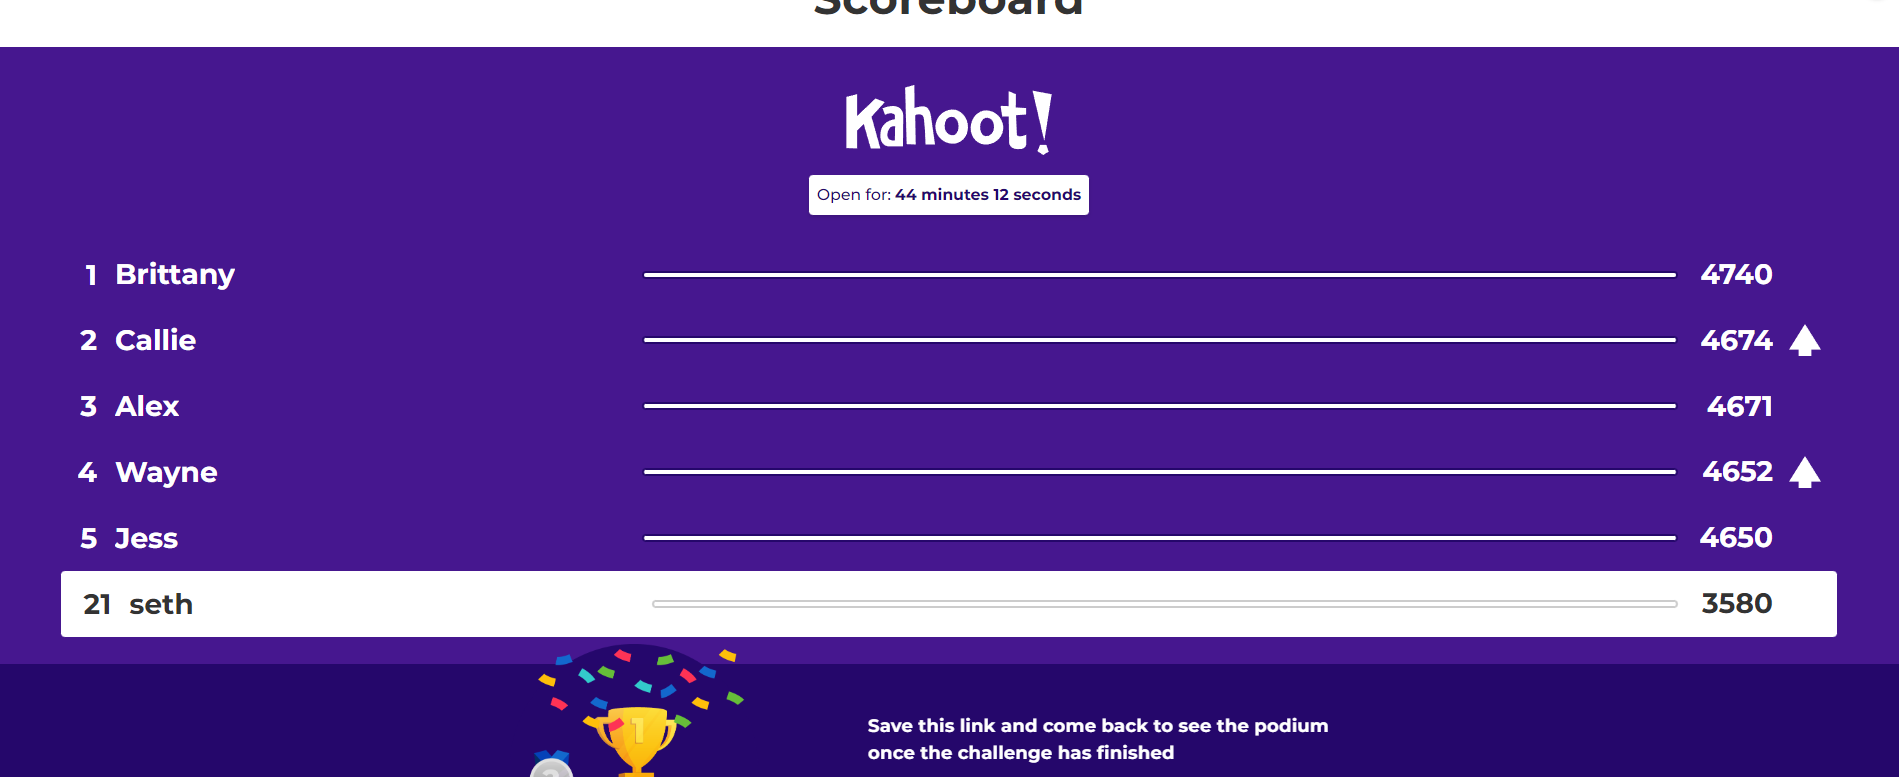 Scoreboard
Kahoot!
Open for: 44 minutes 12 seconds
1 Brittany 4740
2 Callie 4674
3 Alex 4671
4 Wayne 4652
5 Jess 4650
21 seth 3580
1
2
Save this link and come back to see the podium
once the challenge has finished